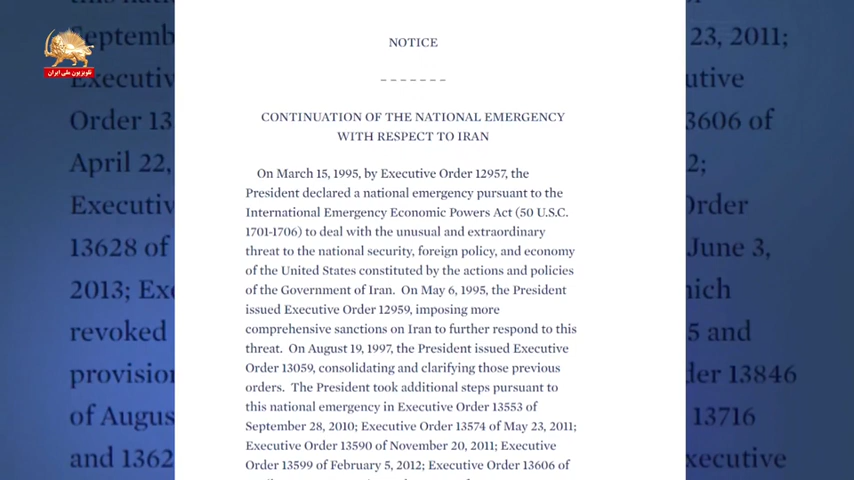 تلویزیون ملی ایران
NOTICE
– – – – – – –
CONTINUATION OF THE NATIONAL EMERGENCY
WITH RESPECT TO IRAN
On March 15, 1995, by Executive Order 12957, the
President declared a national emergency pursuant to the
International Emergency Economic Powers Act (50 U.S.C.
1701-1706) to deal with the unusual and extraordinary
threat to the national security, foreign policy, and economy
of the United States constituted by the actions and policies
of the Government of Iran. On May 6, 1995, the President
issued Executive Order 12959, imposing more
comprehensive sanctions on Iran to further respond to this
threat. On August 19, 1997, the President issued Executive
Order 13059, consolidating and clarifying those previous
orders. The President took additional steps pursuant to
this national emergency in Executive Order 13553 of
September 28, 2010; Executive Order 13574 of May 23, 2011;
Executive Order 13590 of November 20, 2011; Executive
Order 13599 of February 5, 2012; Executive Order 13606 of
Septemb 23, 2011;
Executiv utive
Order 13 3606 of
April 22, 2;
Executiv Order
13628 of June 3,
2013; Exe ich
revoked 5 and
provision der 13846
of Augus 13716
and 1362 xecutive